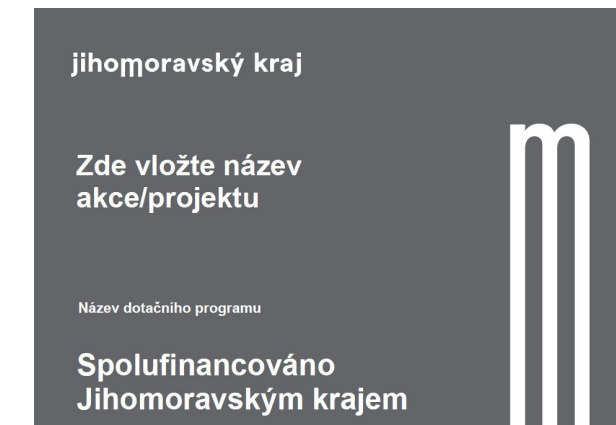 jihomoravský kraj
Zde vložte název
akce/projektu
Název dotačního programu
Spolufinancováno
Jihomoravským krajem